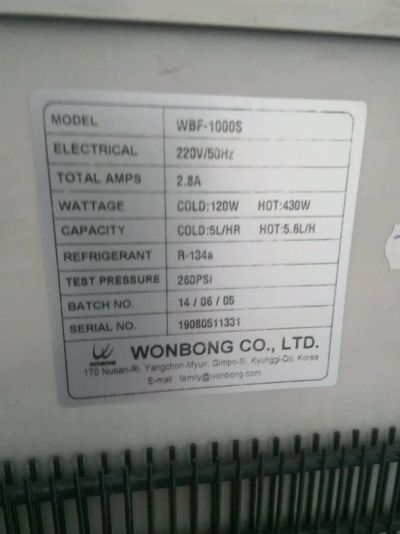 MODEL WBF-1000S
ELECTRICAL 220V/50Hz
TOTAL AMPS 2.8A
WATTAGE COLD:120W HOT:430W
CAPACITY COLD:5L/HR HOT:5.6L/H
REFRIGERANT R-134a
TEST PRESSURE 260PSI
BATCH NO. 14 / 06 / 05
SERIAL NO. 19080511331
WONBONG WONBONG CO., LTD.
170 Nusan-Ri, Yangchon-Myun, Gimpo-Si, Kyunggi-Do, Korea
E-mail : family@wonbong.com